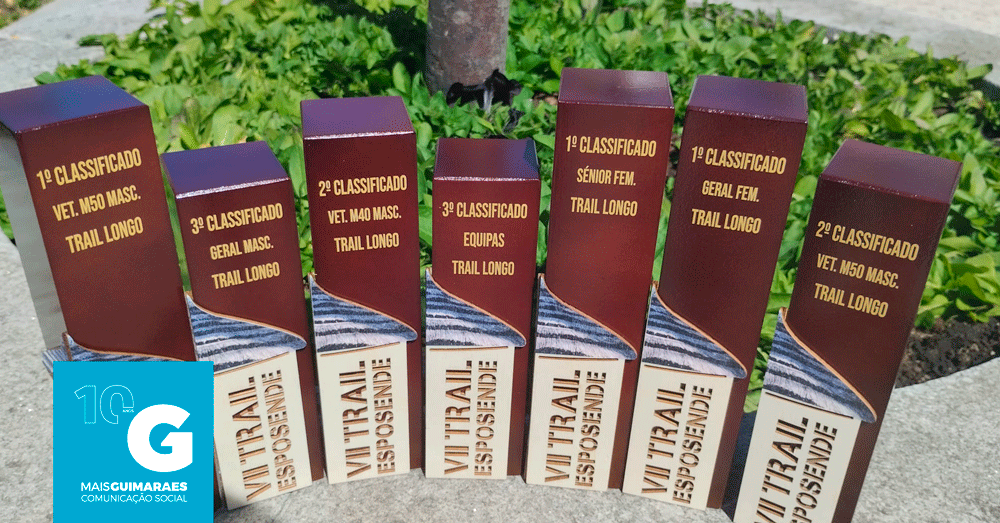 1º CLASSIFICADO
VET. M50 MASC.
TRAIL LONGO
3º CLASSIFICADO
GERAL MASC.
TRAIL LONGO
VII TRAIL
ESPOSENDE
2º CLASSIFICADO
VET. M40 MASC.
TRAIL LONGO
VII TRAIL
ESPOSENDE
3º CLASSIFICADO
EQUIPAS
TRAIL LONGO
VII TRAIL
ESPOSENDE
1º CLASSIFICADO
SÉNIOR FEM.
TRAIL LONGO
VII TRAIL
ESPOSENDE
1º CLASSIFICADO
GERAL FEM.
TRAIL LONGO
VII TRAIL
ESPOSENDE
2º CLASSIFICADO
VET. M50 MASC.
TRAIL LONGO
VII TRAIL
ESPOSENDE
10 ANOS
G
MAISGUIMARAES
COMUNICAÇÃO SOCIAL